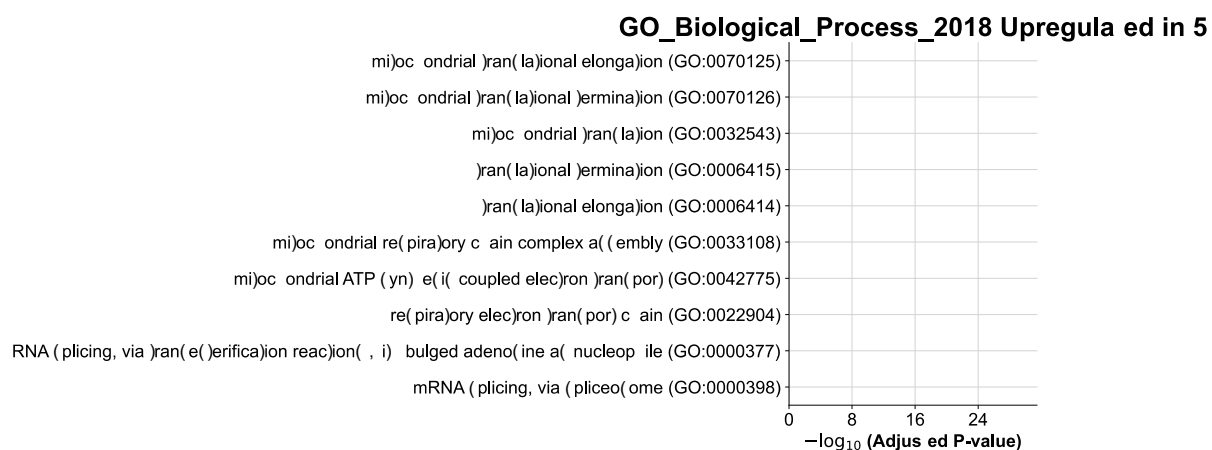 GO_Biological_Process_2018 Upregula ed in 5
mi)oc ondrial )ran( la)ional elonga)ion (GO:0070125)
mi)oc ondrial )ran( la)ional )ermina)ion (GO:0070126)
mi)oc ondrial )ran( la)ion (GO:0032543)
)ran( la)ional )ermina)ion (GO:0006415)
)ran( la)ional elonga)ion (GO:0006414)
mi)oc ondrial re( pira)ory c ain complex a( ( embly (GO:0033108)
mi)oc ondrial ATP ( yn) e( i( coupled elec)ron )ran( por) (GO:0042775)
re( pira)ory elec)ron )ran( por) c ain (GO:0022904)
RNA ( plicing, via )ran( e( )erifica)ion reac)ion( , i) bulged adeno( ine a( nucleop ile (GO:0000377)
mRNA ( plicing, via ( pliceo( ome (GO:0000398)
0 8 16 24
−log10 (Adjus ed P-value)